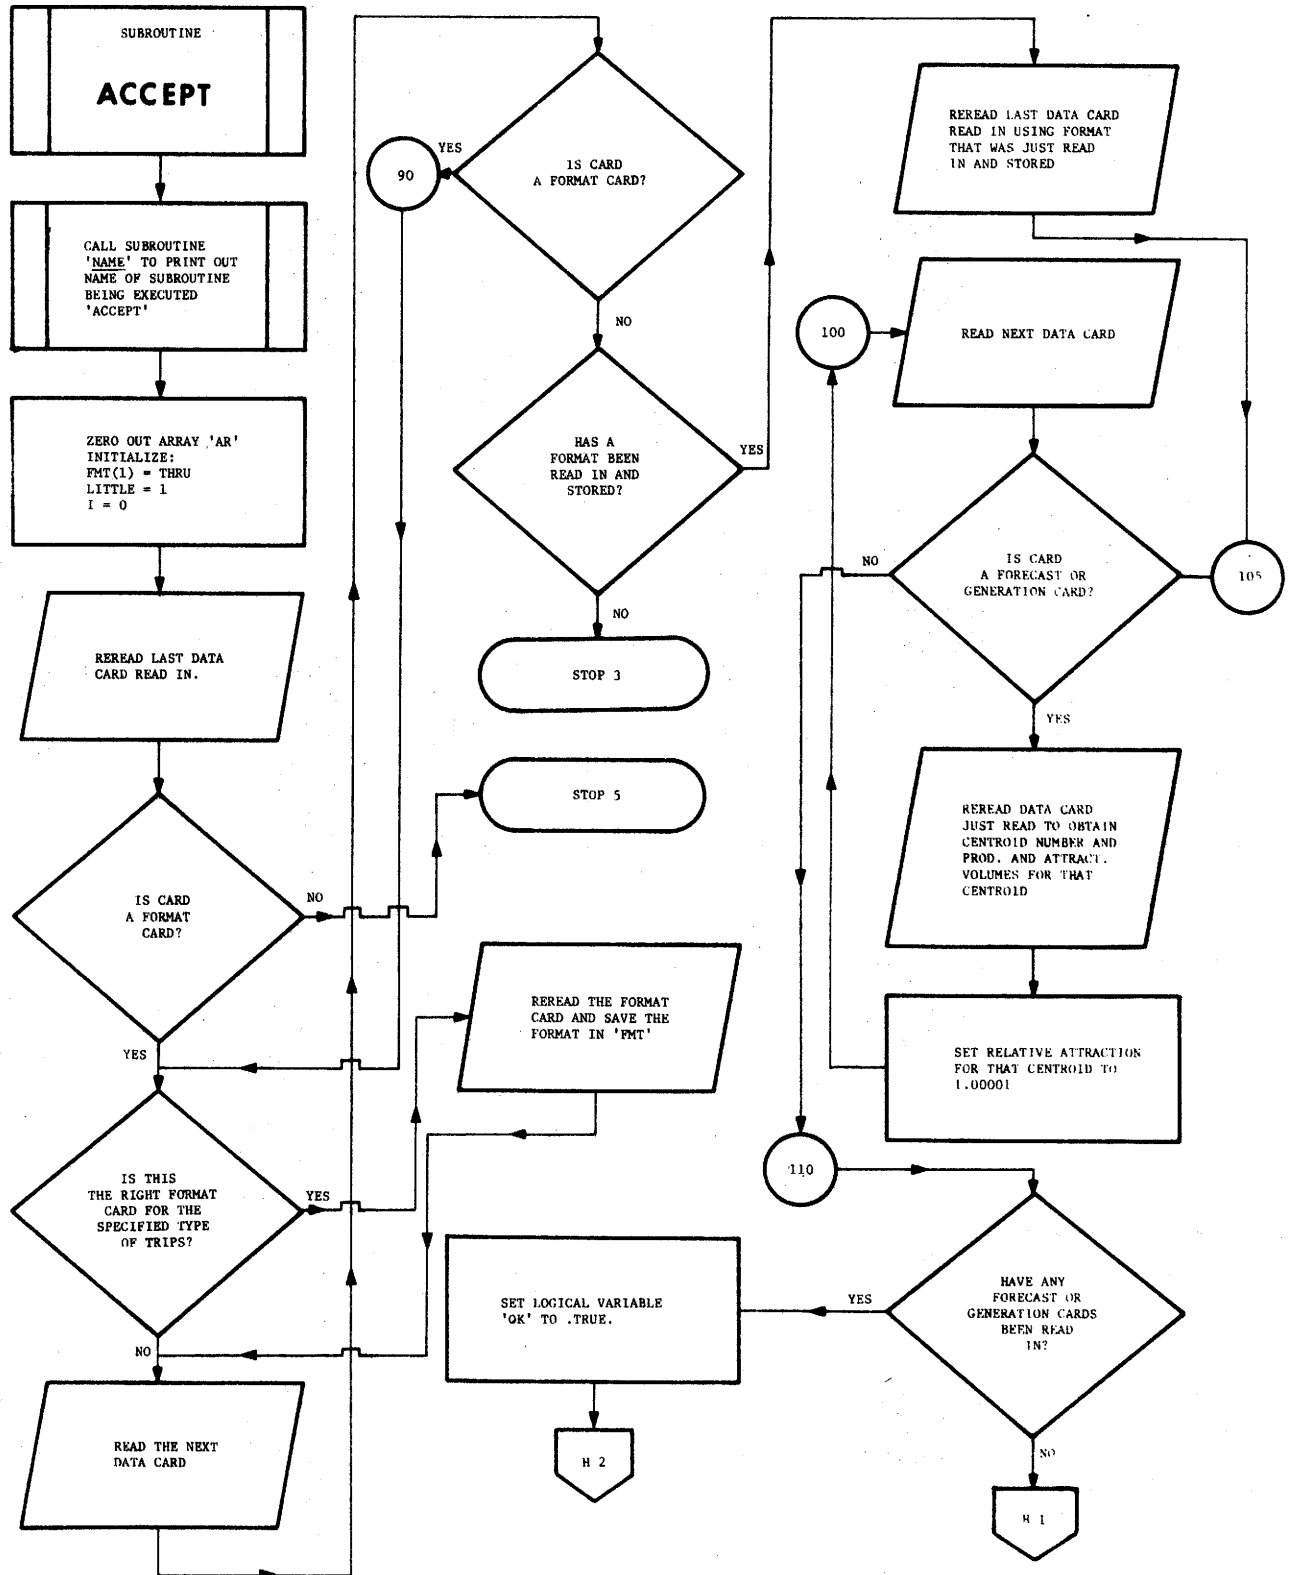 SUBROUTINE
ACCEPT
CALL SUBROUTINE
'NAME' TO PRINT OUT
NAME OF SUBROUTINE
BEING EXECUTED
'ACCEPT'
ZERO OUT ARRAY 'AR'
INITIALIZE:
FMT(1) = THRU
LITTLE = 1
I = 0
REREAD LAST DATA
CARD READ IN.
IS CARD
A FORMAT
CARD?
NO
YES
IS THIS
THE RIGHT FORMAT
CARD FOR THE
SPECIFIED TYPE
OF TRIPS?
YES
NO
READ THE NEXT
DATA CARD
90
YES
IS CARD
A FORMAT CARD?
NO
HAS A
FORMAT BEEN
READ IN AND
STORED?
YES
NO
STOP 3
STOP 5
REREAD THE FORMAT
CARD AND SAVE THE
FORMAT IN 'FMT'
REREAD LAST DATA CARD
READ IN USING FORMAT
THAT WAS JUST READ
IN AND STORED
100
READ NEXT DATA CARD
NO
IS CARD
A FORECAST OR
GENERATION CARD?
105
YES
REREAD DATA CARD
JUST READ TO OBTAIN
CENTROID NUMBER AND
PROD. AND ATTRACT.
VOLUMES FOR THAT
CENTROID
SET RELATIVE ATTRACTION
FOR THAT CENTROID TO
1.00001
110
HAVE ANY
FORECAST OR
GENERATION CARDS
BEEN READ
IN?
YES
SET LOGICAL VARIABLE
'OK' TO .TRUE.
H 2
NO
H 1